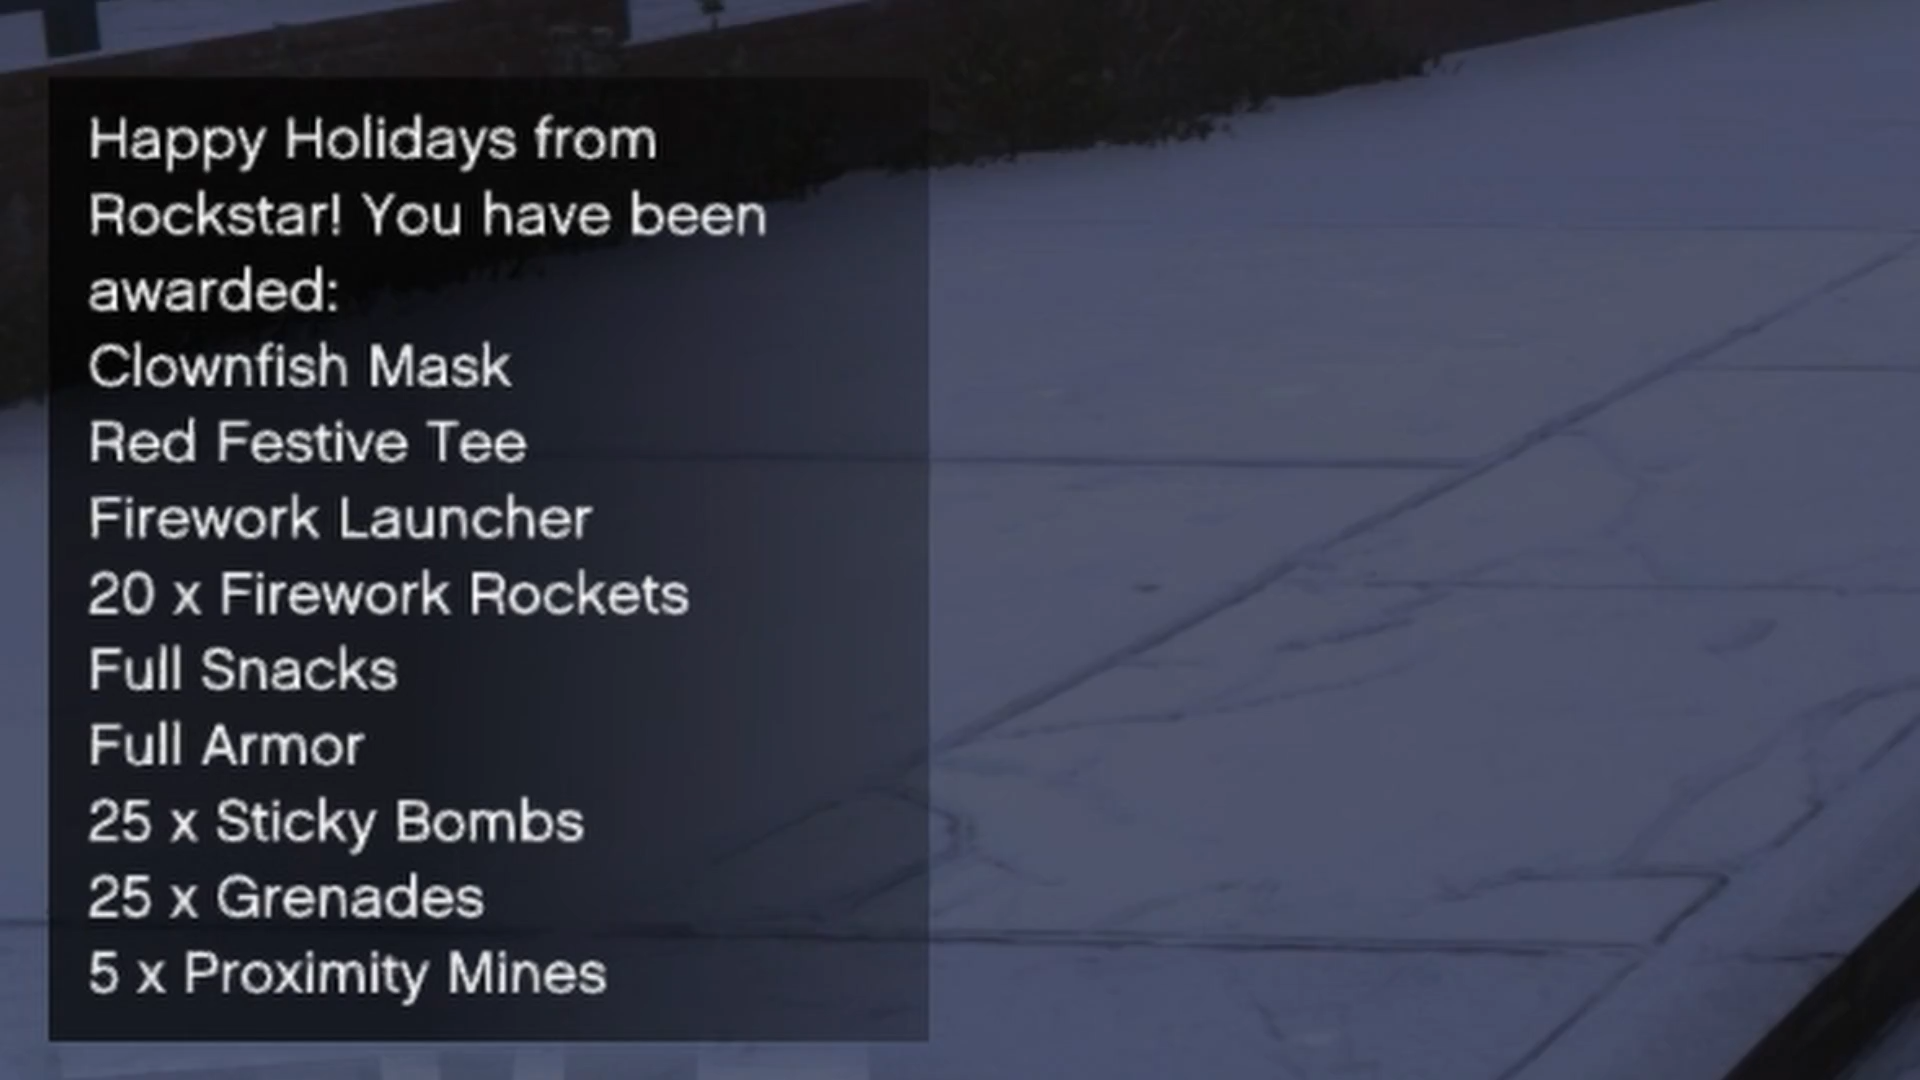 Happy Holidays from
Rockstar! You have been
awarded:
Clownfish Mask
Red Festive Tee
Firework Launcher
20 x Firework Rockets
Full Snacks
Full Armor
25 x Sticky Bombs
25 x Grenades
5 x Proximity Mines